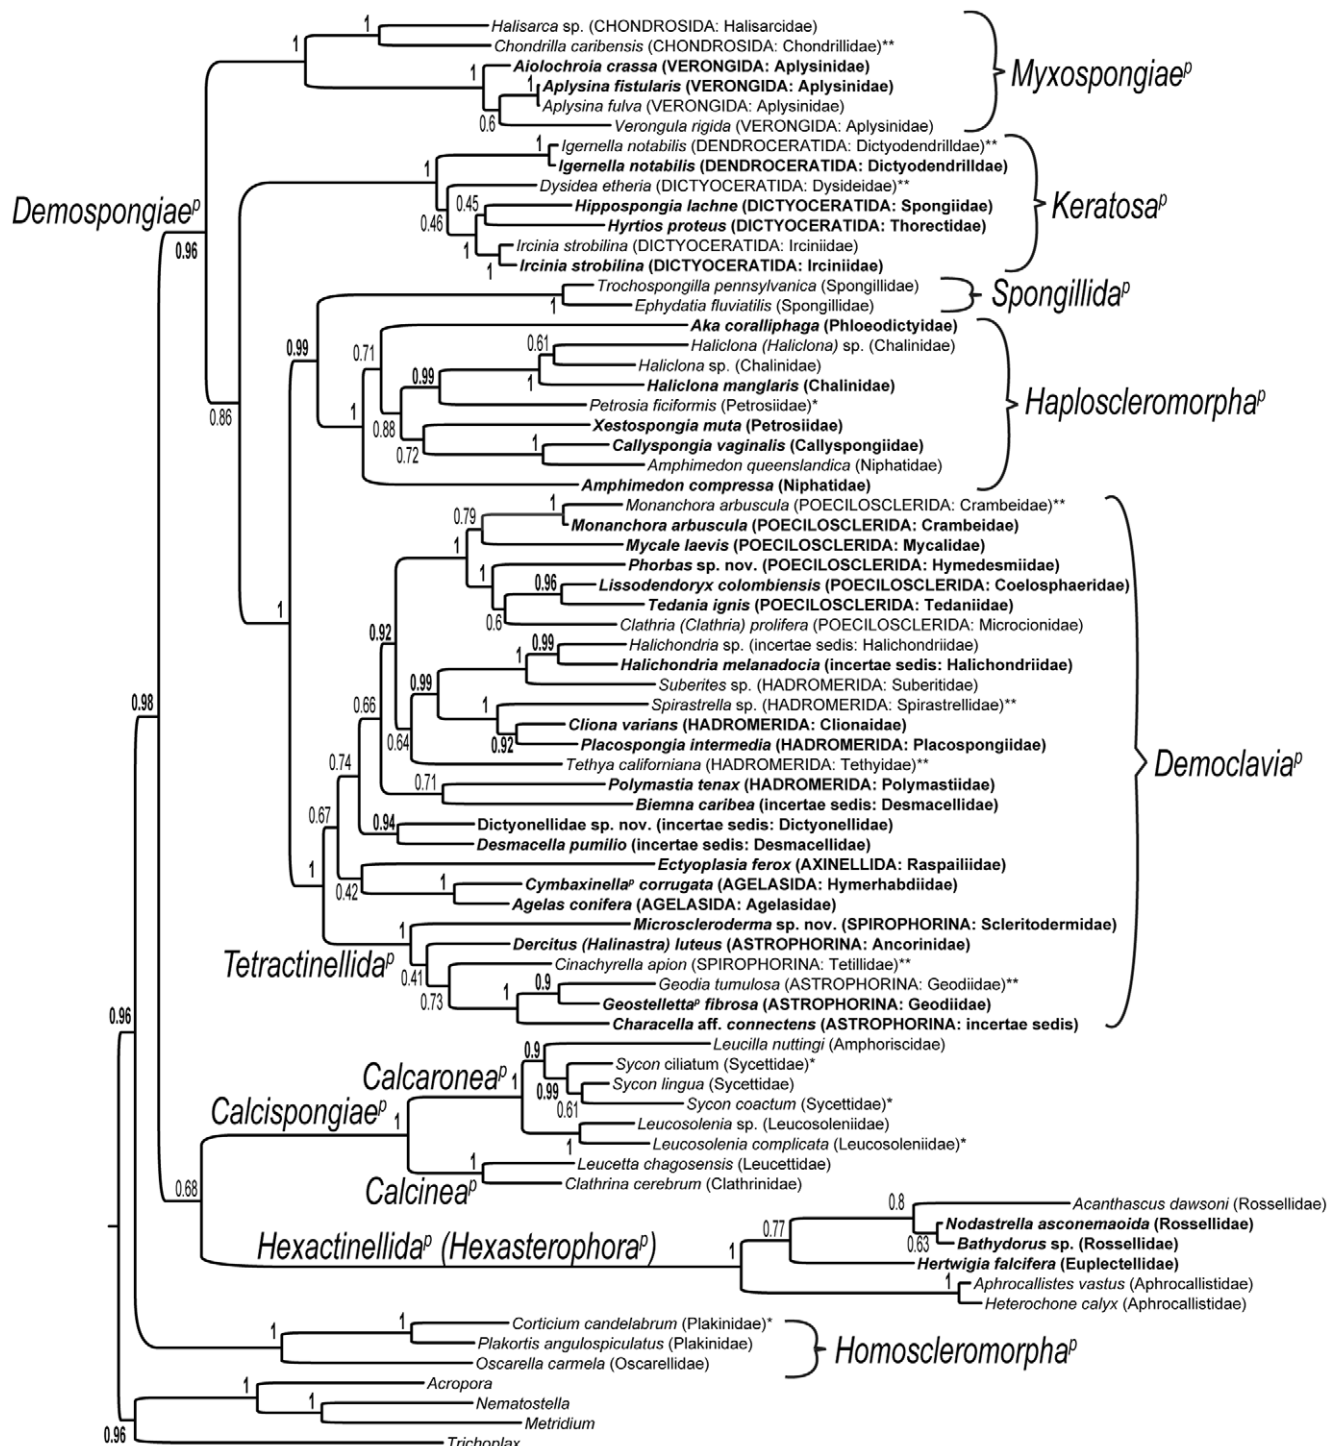 1 Halisarca sp. (CHONDROSIDA: Halisarcidae)
1 Chondrilla caribensis (CHONDROSIDA: Chondrillidae)**
1 Aiolochroia crassa (VERONGIDA: Aplysinidae)
Myxospongiaeᵖ
1 Aplysina fistularis (VERONGIDA: Aplysinidae)
Aplysina fulva (VERONGIDA: Aplysinidae)
0.6 Verongula rigida (VERONGIDA: Aplysinidae)
1 Igernella notabilis (DENDROCERATIDA: Dictyodendrilldae)**
1 Igernella notabilis (DENDROCERATIDA: Dictyodendrilldae)
Dysidea etheria (DICTYOCERATIDA: Dysideidae)**
Demospongiaeᵖ
0.45 Hippospongia lachne (DICTYOCERATIDA: Spongiidae)
Keratosaᵖ
0.46 Hyrtios proteus (DICTYOCERATIDA: Thorectidae)
0.96 1 Ircinia strobilina (DICTYOCERATIDA: Irciniidae)
1 Ircinia strobilina (DICTYOCERATIDA: Irciniidae)
Trochospongilla pennsylvanica (Spongillidae)
Spongillidaᵖ
1 Ephydatia fluviatilis (Spongillidae)
Aka coralliphaga (Phloeodictyidae)
0.99 0.71 0.61 Haliclona (Haliclona) sp. (Chalinidae)
Haliclona sp. (Chalinidae)
0.99 1 Haliclona manglaris (Chalinidae)
Haploscleromorphaᵖ
0.86 1 Petrosia ficiformis (Petrosiidae)*
0.88 Xestospongia muta (Petrosiidae)
0.72 1 Callyspongia vaginalis (Callyspongiidae)
Amphimedon queenslandica (Niphatidae)
Amphimedon compressa (Niphatidae)
1 Monanchora arbuscula (POECILOSCLERIDA: Crambeidae)**
0.79 Monanchora arbuscula (POECILOSCLERIDA: Crambeidae)
1 Mycale laevis (POECILOSCLERIDA: Mycalidae)
1 Phorbas sp. nov. (POECILOSCLERIDA: Hymedesmiidae)
0.96 Lissodendoryx colombiensis (POECILOSCLERIDA: Coelosphaeridae)
1 Tedania ignis (POECILOSCLERIDA: Tedaniidae)
0.6 Clathria (Clathria) prolifera (POECILOSCLERIDA: Microcionidae)
0.92 0.99 Halichondria sp. (incertae sedis: Halichondriidae)
1 Halichondria melanadocia (incertae sedis: Halichondriidae)
0.99 Suberites sp. (HADROMERIDA: Suberitidae)
0.98 0.66 1 Spirastrella sp. (HADROMERIDA: Spirastrellidae)**
Cliona varians (HADROMERIDA: Clionaidae)
0.64 0.92 Placospongia intermedia (HADROMERIDA: Placospongiidae)
0.74 Tethya californiana (HADROMERIDA: Tethyidae)**
Democlaviaᵖ
0.71 Polymastia tenax (HADROMERIDA: Polymastiidae)
Biemna caribea (incertae sedis: Desmacellidae)
0.67 0.94 Dictyonellidae sp. nov. (incertae sedis: Dictyonellidae)
Desmacella pumilio (incertae sedis: Desmacellidae)
1 Ectyoplasia ferox (AXINELLIDA: Raspailiidae)
0.42 1 Cymbaxinellaᵖ corrugata (AGELASIDA: Hymerhabdiidae)
Agelas conifera (AGELASIDA: Agelasidae)
1 Microscleroderma sp. nov. (SPIROPHORINA: Scleritodermidae)
Dercitus (Halinastra) luteus (ASTROPHORINA: Ancorinidae)
Tetractinellidaᵖ
0.41 Cinachyrella apion (SPIROPHORINA: Tetillidae)**
0.9 Geodia tumulosa (ASTROPHORINA: Geodiidae)**
0.73 1 Geostellettaᵖ fibrosa (ASTROPHORINA: Geodiidae)
0.96 Characella aff. connectens (ASTROPHORINA: incertae sedis)
0.9 Leucilla nuttingi (Amphoriscidae)
Sycon ciliatum (Sycettidae)*
Calcaroneaᵖ
1 0.99 Sycon lingua (Sycettidae)
0.61 Sycon coactum (Sycettidae)*
Calcispongiaeᵖ
1 Leucosolenia sp. (Leucosoleniidae)
1 Leucosolenia complicata (Leucosoleniidae)*
1 Leucetta chagosensis (Leucettidae)
Clathrina cerebrum (Clathrinidae)
Calcineaᵖ
0.68 0.8 Acanthascus dawsoni (Rossellidae)
0.77 Nodastrella asconemaoida (Rossellidae)
0.63 Bathydorus sp. (Rossellidae)
Hexactinellidaᵖ (Hexasterophoraᵖ)
1 Hertwigia falcifera (Euplectellidae)
1 Aphrocallistes vastus (Aphrocallistidae)
Heterochone calyx (Aphrocallistidae)
1 Corticium candelabrum (Plakinidae)*
1 Plakortis angulospiculatus (Plakinidae)
Homoscleromorphaᵖ
Oscarella carmela (Oscarellidae)
1 Acropora
1 Nematostella
Metridium
0.96 Trichoplax